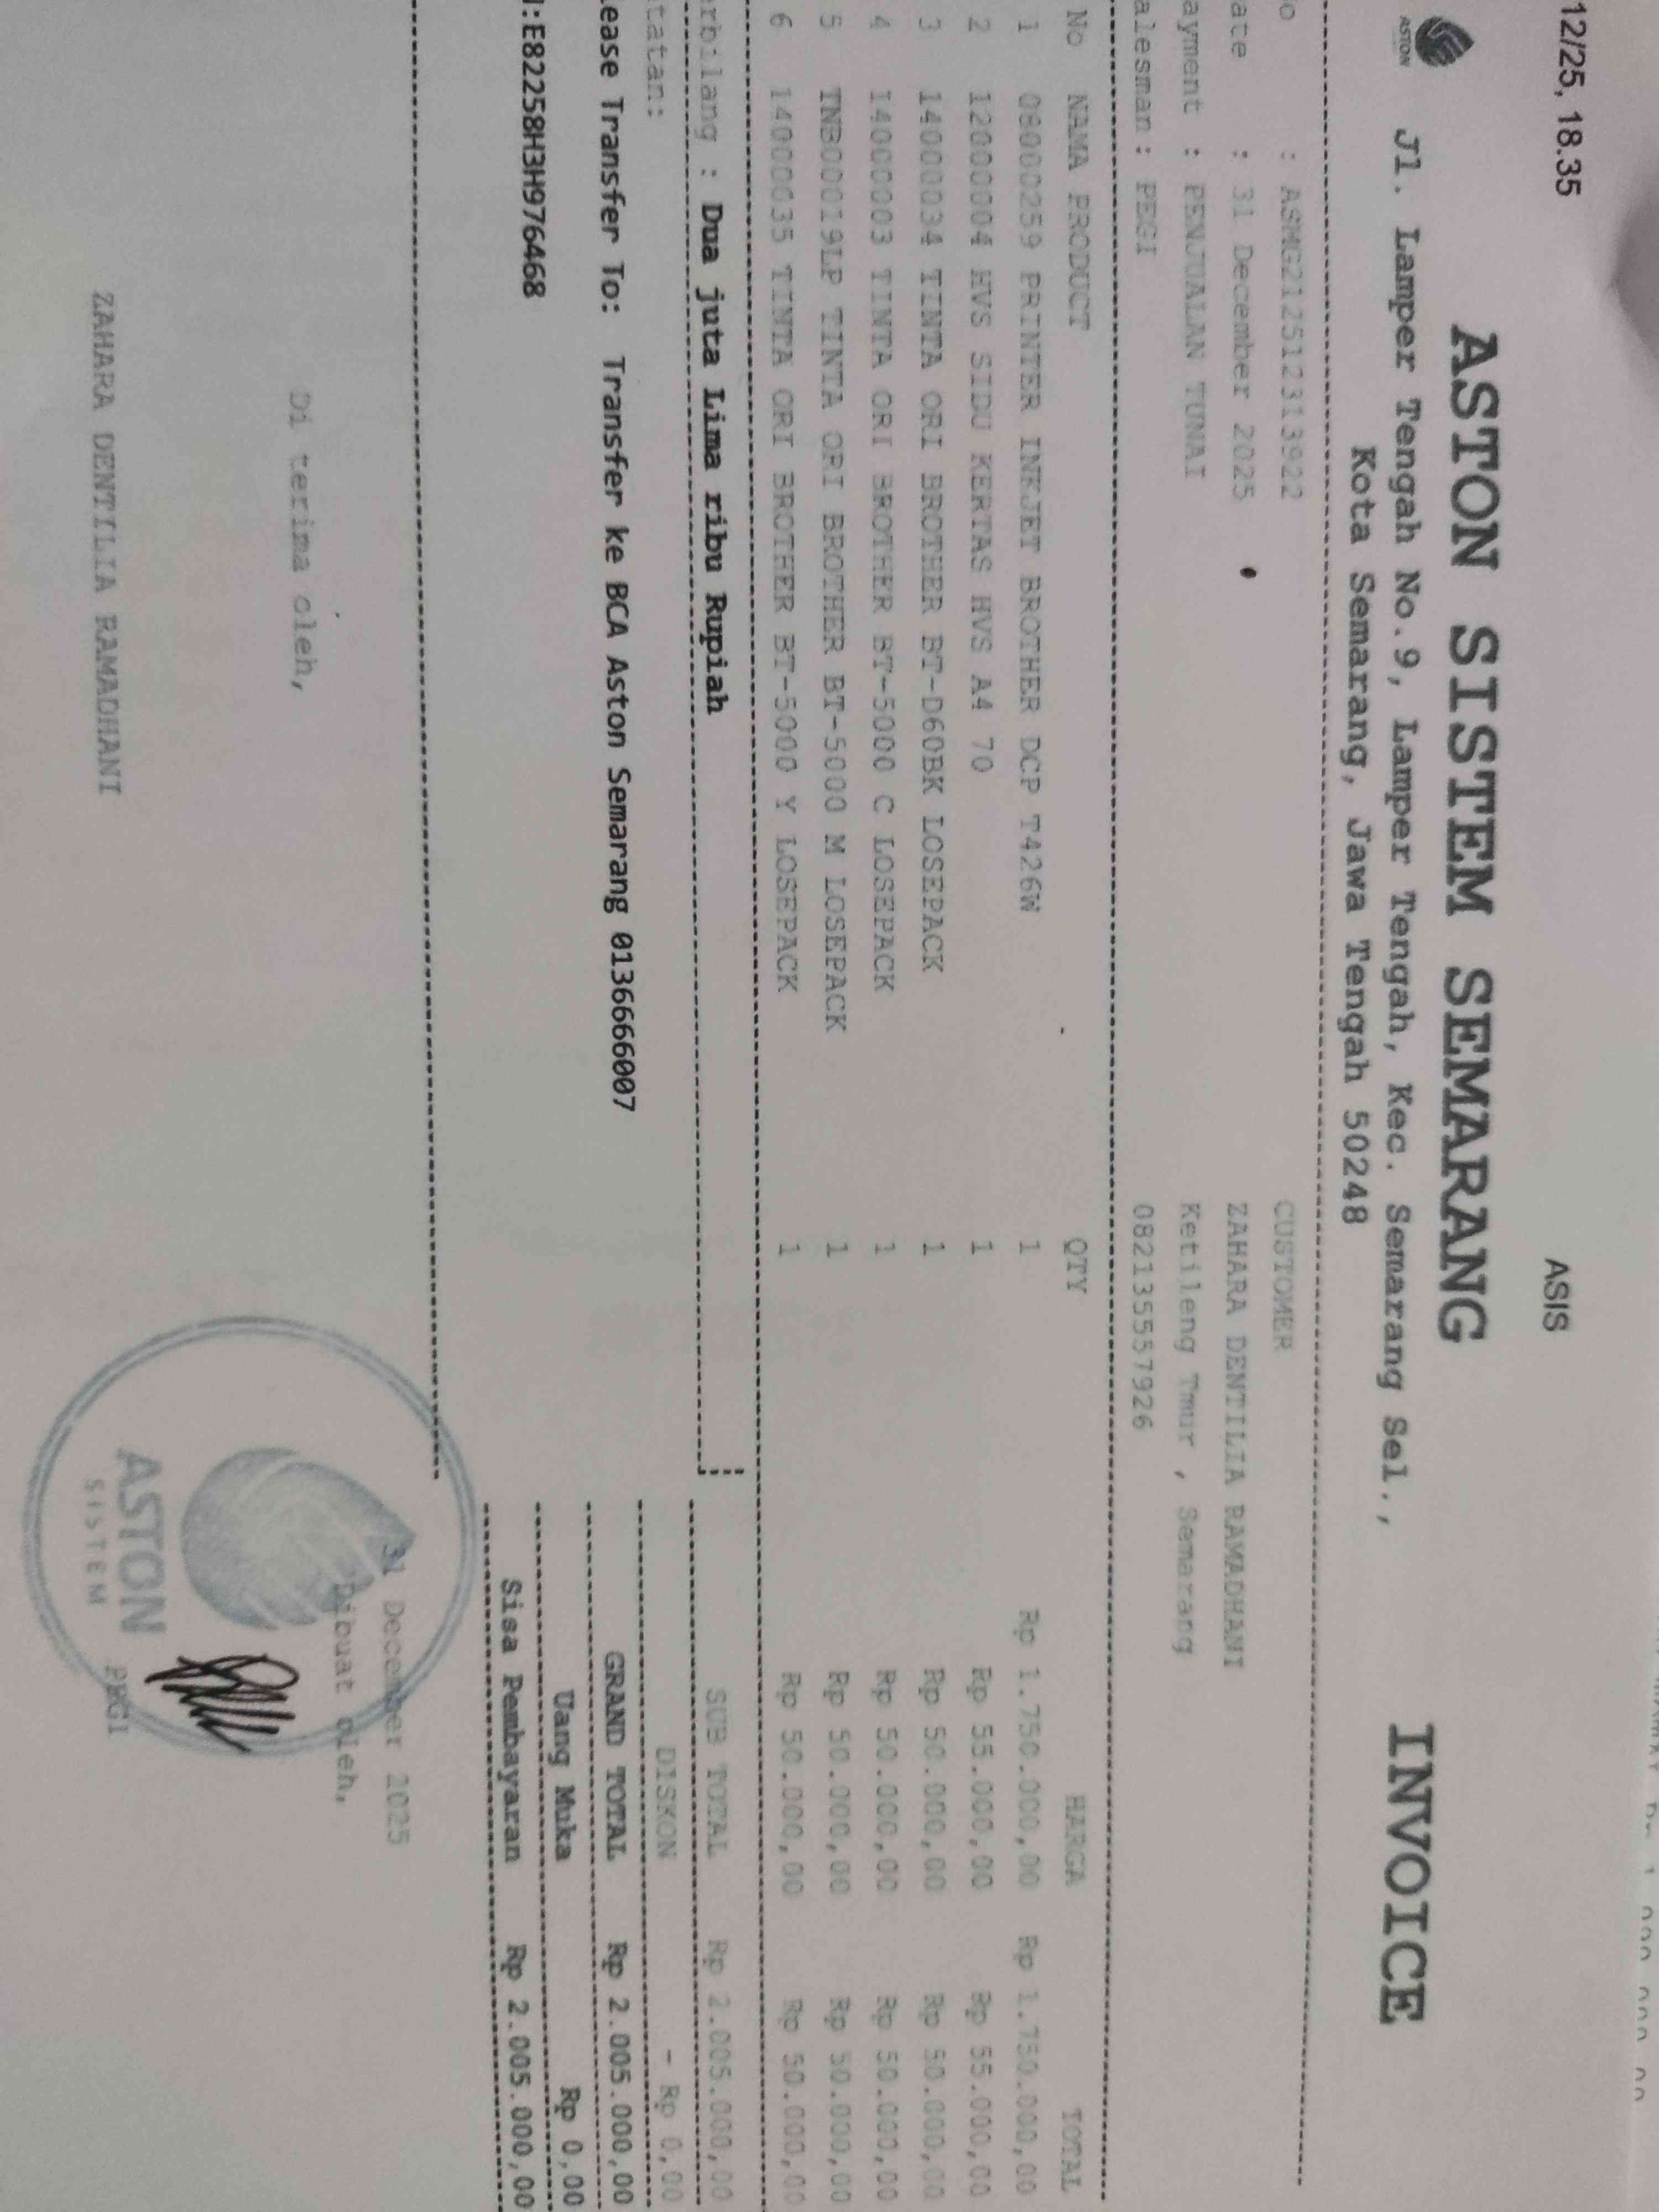 12/25, 18.35 ASIS
ASTON
ASTON SISTEM SEMARANG
Jl. Lamper Tengah No.9, Lamper Tengah, Kec. Semarang Sel.,
Kota Semarang, Jawa Tengah 50248
INVOICE
o : ASMG212512313922 CUSTOMER
ate : 31 December 2025 ZAHARA DENTILIA RAMADHANI
ayment : PENJUALAN TUNAI Ketileng Tmur , Semarang
alesman : PEGI 082135557926
No NAMA PRODUCT QTY HARGA TOTAL
1 08000259 PRINTER INKJET BROTHER DCP T426W 1 Rp 1.750.000,00 Rp 1.750.000,00
2 12000004 HVS SIDU KERTAS HVS A4 70 1 Rp 55.000,00 Rp 55.000,00
3 14000034 TINTA ORI BROTHER BT-D60BK LOSEPACK 1 Rp 50.000,00 Rp 50.000,00
4 14000003 TINTA ORI BROTHER BT-5000 C LOSEPACK 1 Rp 50.000,00 Rp 50.000,00
5 TNB00019LP TINTA ORI BROTHER BT-5000 M LOSEPACK 1 Rp 50.000,00 Rp 50.000,00
6 14000035 TINTA ORI BROTHER BT-5000 Y LOSEPACK 1 Rp 50.000,00 Rp 50.000,00
erbilang : Dua juta Lima ribu Rupiah
SUB TOTAL Rp 2.005.000,00
tatan:
DISKON - Rp 0,00
ease Transfer To: Transfer ke BCA Aston Semarang 0136666007
GRAND TOTAL Rp 2.005.000,00
Uang Muka Rp 0,00
N:E82258H3H976468
Sisa Pembayaran Rp 2.005.000,00
31 December 2025
Di terima oleh, Dibuat oleh,
ASTON
SISTEM
ZAHARA DENTILIA RAMADHANI PEGI